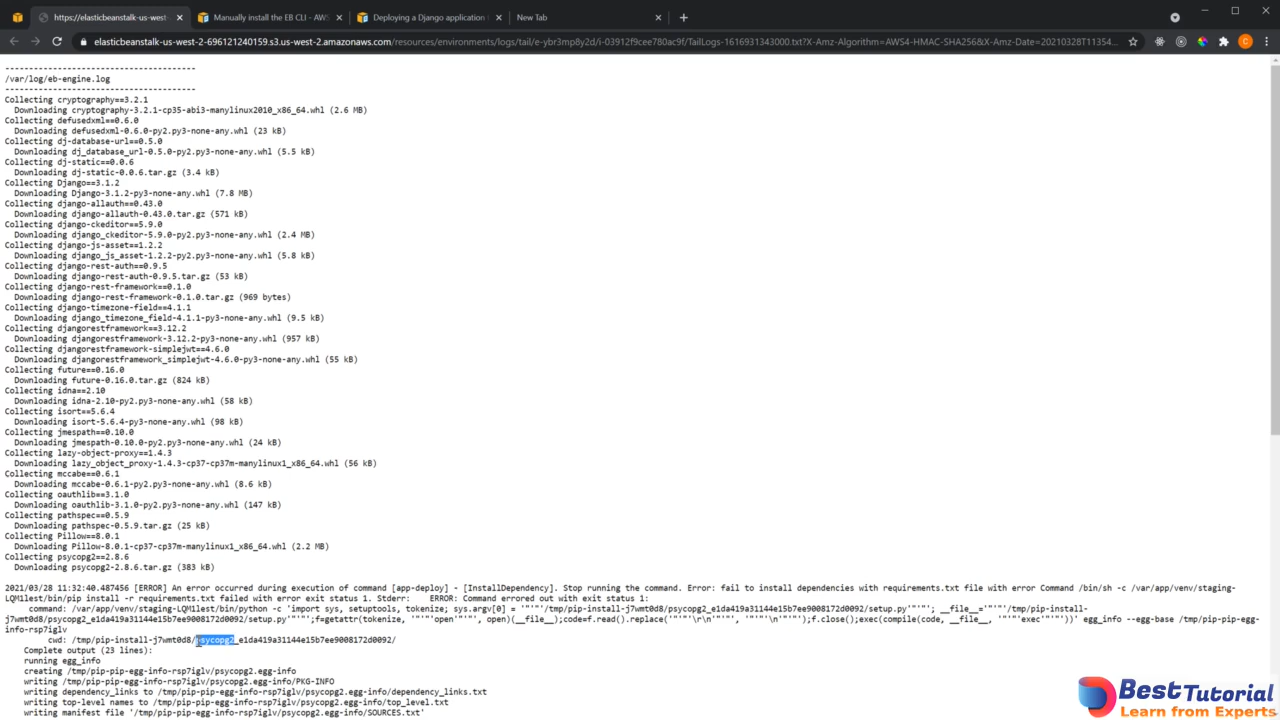 https://elasticbeanstalk-us-west-
Manually install the EB CLI - AWS
Deploying a Django application
New Tab
elasticbeanstalk-us-west-2-696121240159.s3.us-west-2.amazonaws.com/resources/environments/logs/tail/e-ybr3mp8y2d/i-03912f9cee780ac9f/TailLogs-1616931343000.txt?X-Amz-Algorithm=AWS4-HMAC-SHA256&X-Amz-Date=20210328T11354...
C
----------------------------------------
/var/log/eb-engine.log
----------------------------------------
Collecting cryptography==3.2.1
Downloading cryptography-3.2.1-cp35-abi3-manylinux2010_x86_64.whl (2.6 MB)
Collecting defusedxml==0.6.0
Downloading defusedxml-0.6.0-py2.py3-none-any.whl (23 kB)
Collecting dj-database-url==0.5.0
Downloading dj_database_url-0.5.0-py2.py3-none-any.whl (5.5 kB)
Collecting dj-static==0.0.6
Downloading dj-static-0.0.6.tar.gz (3.4 kB)
Collecting Django==3.1.2
Downloading Django-3.1.2-py3-none-any.whl (7.8 MB)
Collecting django-allauth==0.43.0
Downloading django-allauth-0.43.0.tar.gz (571 kB)
Collecting django-ckeditor==5.9.0
Downloading django_ckeditor-5.9.0-py2.py3-none-any.whl (2.4 MB)
Collecting django-js-asset==1.2.2
Downloading django_js_asset-1.2.2-py2.py3-none-any.whl (5.8 kB)
Collecting django-rest-auth==0.9.5
Downloading django-rest-auth-0.9.5.tar.gz (53 kB)
Collecting django-rest-framework==0.1.0
Downloading django-rest-framework-0.1.0.tar.gz (969 bytes)
Collecting django-timezone-field==4.1.1
Downloading django_timezone_field-4.1.1-py3-none-any.whl (9.5 kB)
Collecting djangorestframework==3.12.2
Downloading djangorestframework-3.12.2-py3-none-any.whl (957 kB)
Collecting djangorestframework-simplejwt==4.6.0
Downloading djangorestframework_simplejwt-4.6.0-py3-none-any.whl (55 kB)
Collecting future==0.16.0
Downloading future-0.16.0.tar.gz (824 kB)
Collecting idna==2.10
Downloading idna-2.10-py2.py3-none-any.whl (58 kB)
Collecting isort==5.6.4
Downloading isort-5.6.4-py3-none-any.whl (98 kB)
Collecting jmespath==0.10.0
Downloading jmespath-0.10.0-py2.py3-none-any.whl (24 kB)
Collecting lazy-object-proxy==1.4.3
Downloading lazy_object_proxy-1.4.3-cp37-cp37m-manylinux1_x86_64.whl (56 kB)
Collecting mccabe==0.6.1
Downloading mccabe-0.6.1-py2.py3-none-any.whl (8.6 kB)
Collecting oauthlib==3.1.0
Downloading oauthlib-3.1.0-py2.py3-none-any.whl (147 kB)
Collecting pathspec==0.5.9
Downloading pathspec-0.5.9.tar.gz (25 kB)
Collecting Pillow==8.0.1
Downloading Pillow-8.0.1-cp37-cp37m-manylinux1_x86_64.whl (2.2 MB)
Collecting psycopg2==2.8.6
Downloading psycopg2-2.8.6.tar.gz (383 kB)
2021/03/28 11:32:40.487456 [ERROR] An error occurred during execution of command [app-deploy] - [InstallDependency]. Stop running the command. Error: fail to install dependencies with requirements.txt file with error Command /bin/sh -c /var/app/venv/staging-
LQM1lest/bin/pip install -r requirements.txt failed with error exit status 1. Stderr:    ERROR: Command errored out with exit status 1:
command: /var/app/venv/staging-LQM1lest/bin/python -c 'import sys, setuptools, tokenize; sys.argv[0] = '"'"'/tmp/pip-install-j7wmt0d8/psycopg2_e1da419a31144e15b7ee9008172d0092/setup.py'"'"'; __file__='"'"'/tmp/pip-install-
j7wmt0d8/psycopg2_e1da419a31144e15b7ee9008172d0092/setup.py'"'"';f=getattr(tokenize, '"'"'open'"'"', open)(__file__);code=f.read().replace('"'"'\r\n'"'"', '"'"'\n'"'"');f.close();exec(compile(code, __file__, '"'"'exec'"'"'))' egg_info --egg-base /tmp/pip-pip-egg-
info-rsp7iglv
cwd: /tmp/pip-install-j7wmt0d8/psycopg2_e1da419a31144e15b7ee9008172d0092/
Complete output (23 lines):
running egg_info
creating /tmp/pip-pip-egg-info-rsp7iglv/psycopg2.egg-info
writing /tmp/pip-pip-egg-info-rsp7iglv/psycopg2.egg-info/PKG-INFO
writing dependency_links to /tmp/pip-pip-egg-info-rsp7iglv/psycopg2.egg-info/dependency_links.txt
writing top-level names to /tmp/pip-pip-egg-info-rsp7iglv/psycopg2.egg-info/top_level.txt
writing manifest file '/tmp/pip-pip-egg-info-rsp7iglv/psycopg2.egg-info/SOURCES.txt'
BestTutorial
Learn from Experts